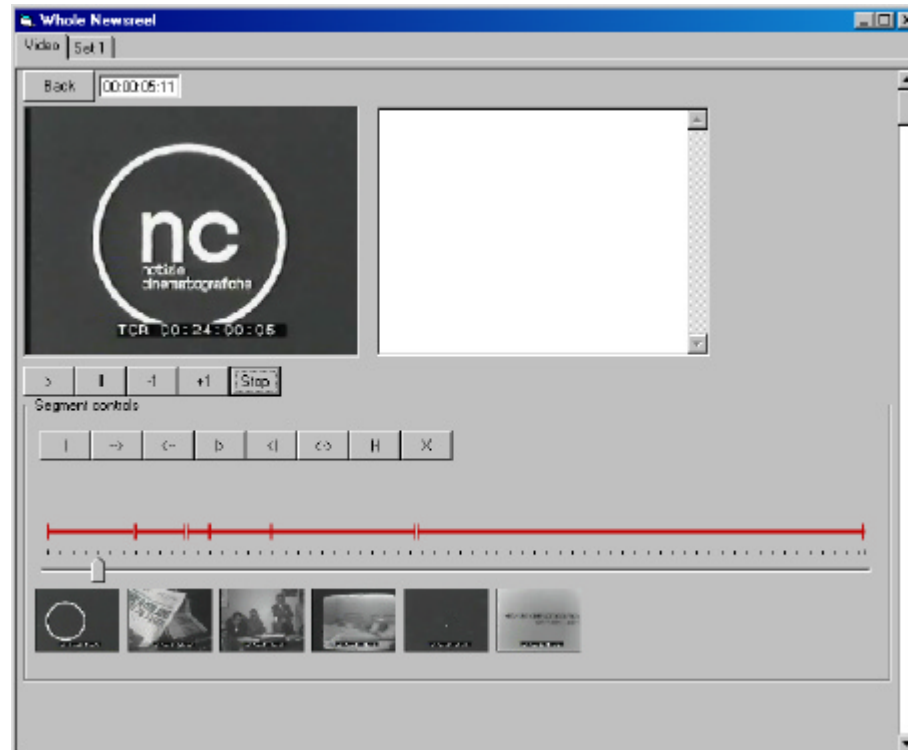 Whole Newsreel
Video Set 1
Back 00:00:05:11
nc
notizie
cinematografiche
TCR 00:24:00:05
> || -1 +1 Stop
Segment controls
| --> <-- |> <| <-> H X